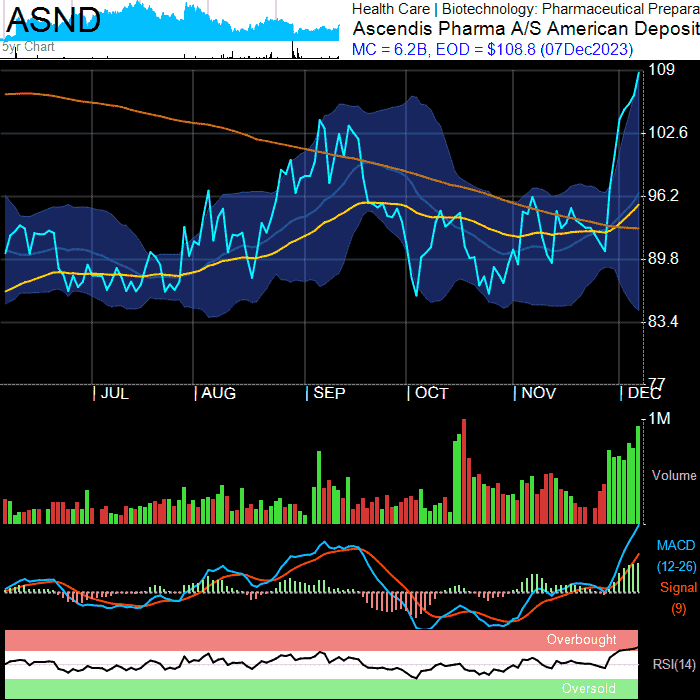 ASND
5yr Chart
Health Care | Biotechnology: Pharmaceutical Prepara
Ascendis Pharma A/S American Deposit
MC = 6.2B, EOD = $108.8 (07Dec2023)
109
102.6
96.2
89.8
83.4
77
| JUL | AUG | SEP | OCT | NOV | DEC
1M
Volume
MACD
(12-26)
Signal
(9)
Overbought
RSI(14)
Oversold